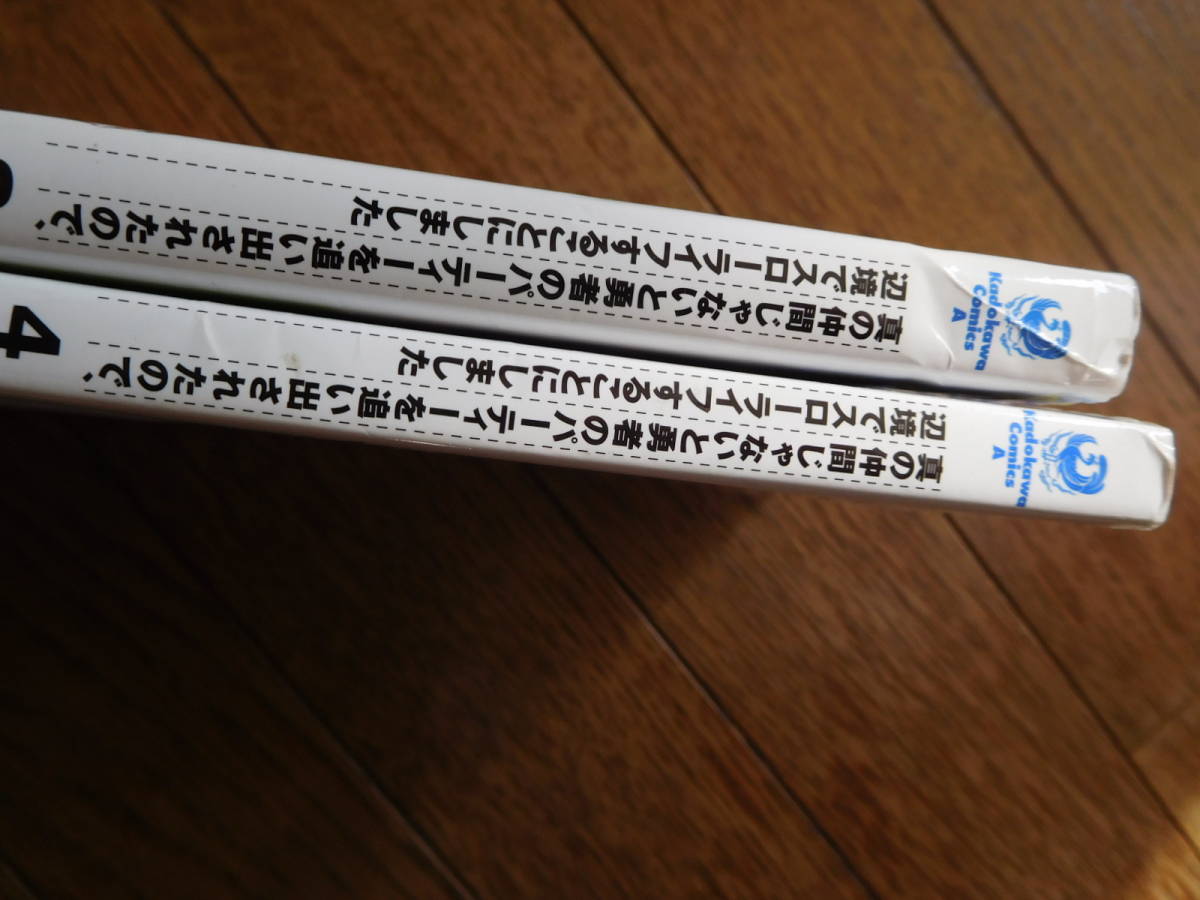 Kadokawa
Comics
A
真の仲間じゃないと勇者のパーティーを追い出されたので、
辺境でスローライフすることにしました
Kadokawa
Comics
A
真の仲間じゃないと勇者のパーティーを追い出されたので、
辺境でスローライフすることにしました
4